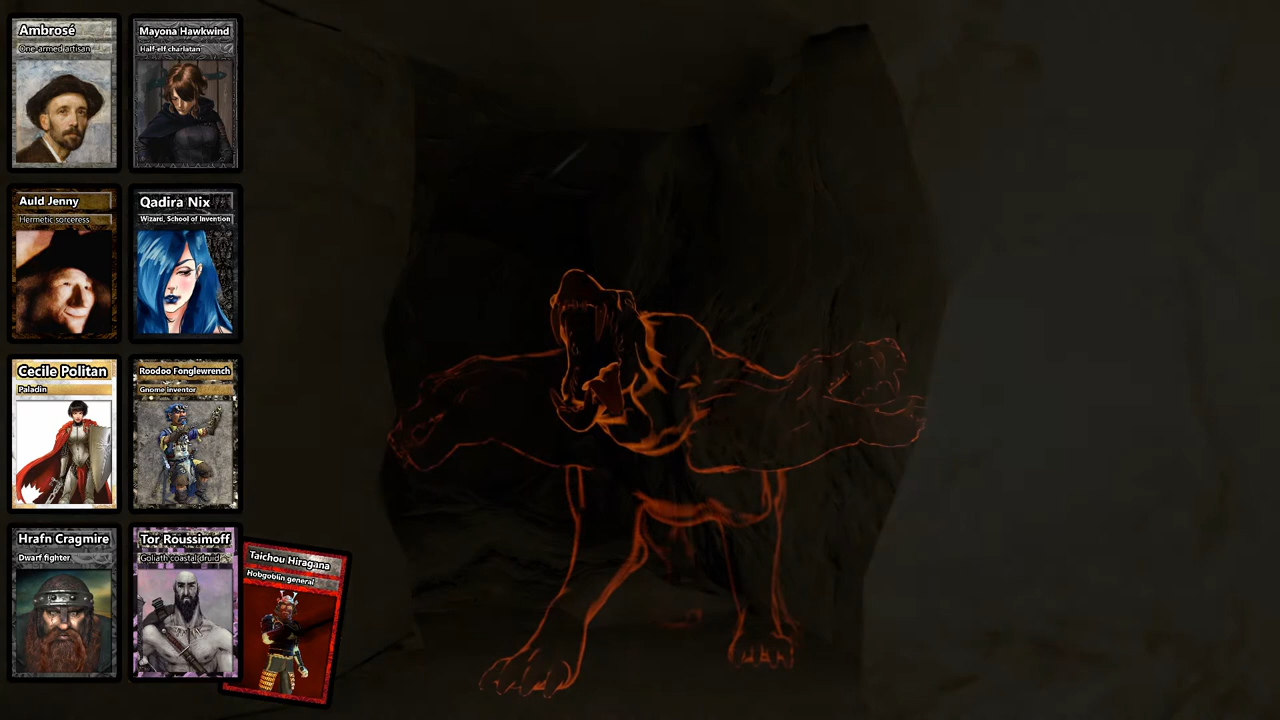 Ambrosé
One-armed artisan
Mayona Hawkwind
Half-elf charlatan
Auld Jenny
Hermetic sorceress
Qadira Nix
Wizard, School of Invention
Cecile Politan
Paladin
Roodoo Fonglewrench
Gnome inventor
Hrafn Cragmire
Dwarf fighter
Tor Roussimoff
Goliath coastal druid
Taichou Hiragana
Hobgoblin general